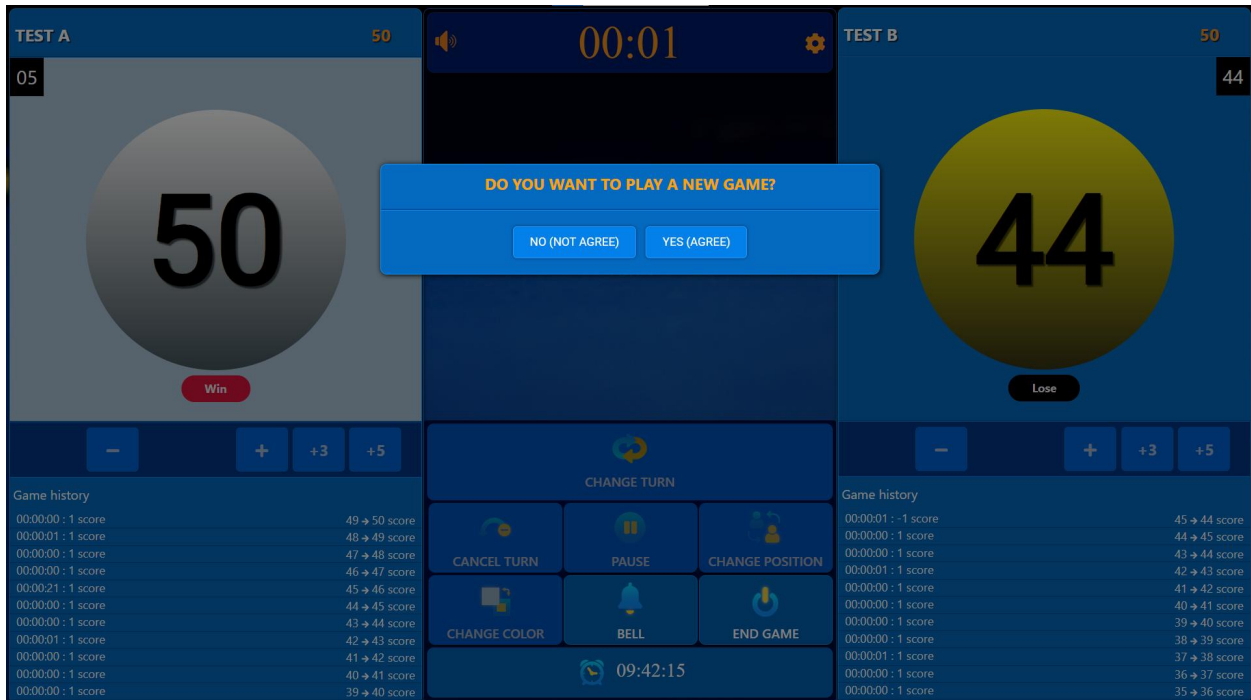 TEST A 50
05
50
Win
− + +3 +5
Game history
00:00:00 : 1 score 49 → 50 score
00:00:01 : 1 score 48 → 49 score
00:00:00 : 1 score 47 → 48 score
00:00:00 : 1 score 46 → 47 score
00:00:21 : 1 score 45 → 46 score
00:00:00 : 1 score 44 → 45 score
00:00:00 : 1 score 43 → 44 score
00:00:01 : 1 score 42 → 43 score
00:00:00 : 1 score 41 → 42 score
00:00:00 : 1 score 40 → 41 score
00:00:00 : 1 score 39 → 40 score
00:01
DO YOU WANT TO PLAY A NEW GAME?
NO (NOT AGREE) YES (AGREE)
CHANGE TURN
CANCEL TURN PAUSE CHANGE POSITION
CHANGE COLOR BELL END GAME
09:42:15
TEST B 50
44
44
Lose
− + +3 +5
Game history
00:00:01 : -1 score 45 → 44 score
00:00:00 : 1 score 44 → 45 score
00:00:00 : 1 score 43 → 44 score
00:00:01 : 1 score 42 → 43 score
00:00:00 : 1 score 41 → 42 score
00:00:00 : 1 score 40 → 41 score
00:00:00 : 1 score 39 → 40 score
00:00:00 : 1 score 38 → 39 score
00:00:01 : 1 score 37 → 38 score
00:00:00 : 1 score 36 → 37 score
00:00:00 : 1 score 35 → 36 score